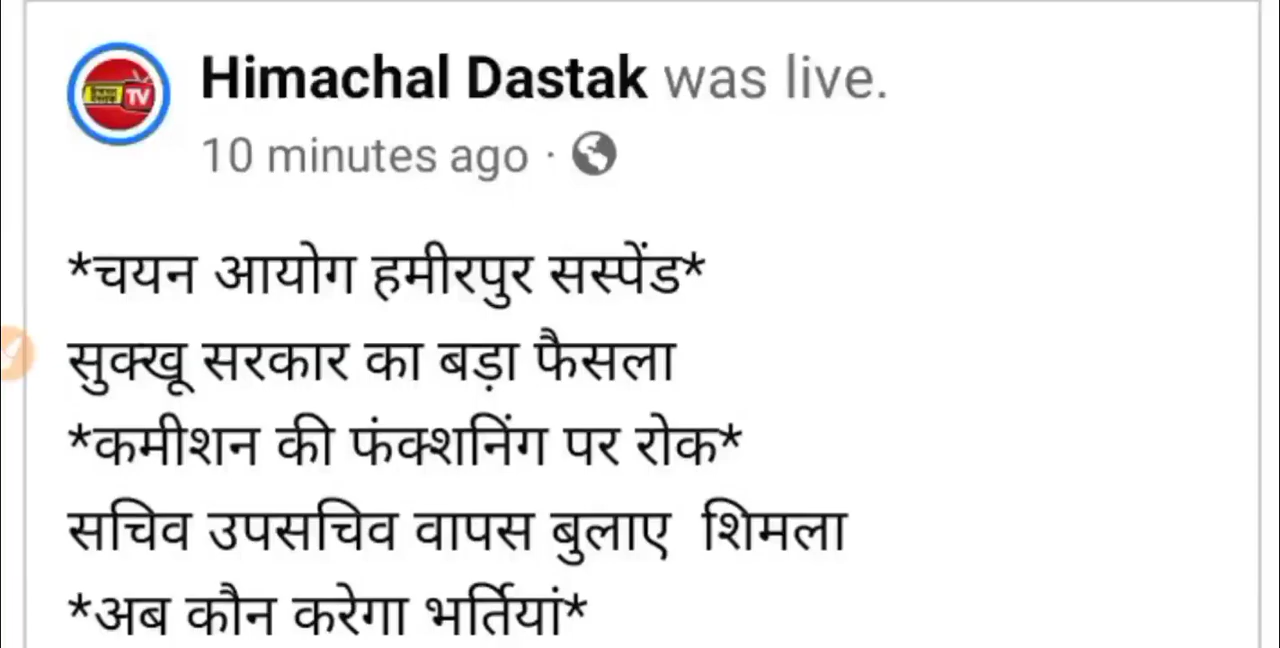 Himachal Dastak was live.
10 minutes ago ·
TV
*चयन आयोग हमीरपुर सस्पेंड*
सुक्खू सरकार का बड़ा फैसला
*कमीशन की फंक्शनिंग पर रोक*
सचिव उपसचिव वापस बुलाए शिमला
*अब कौन करेगा भर्तियां*